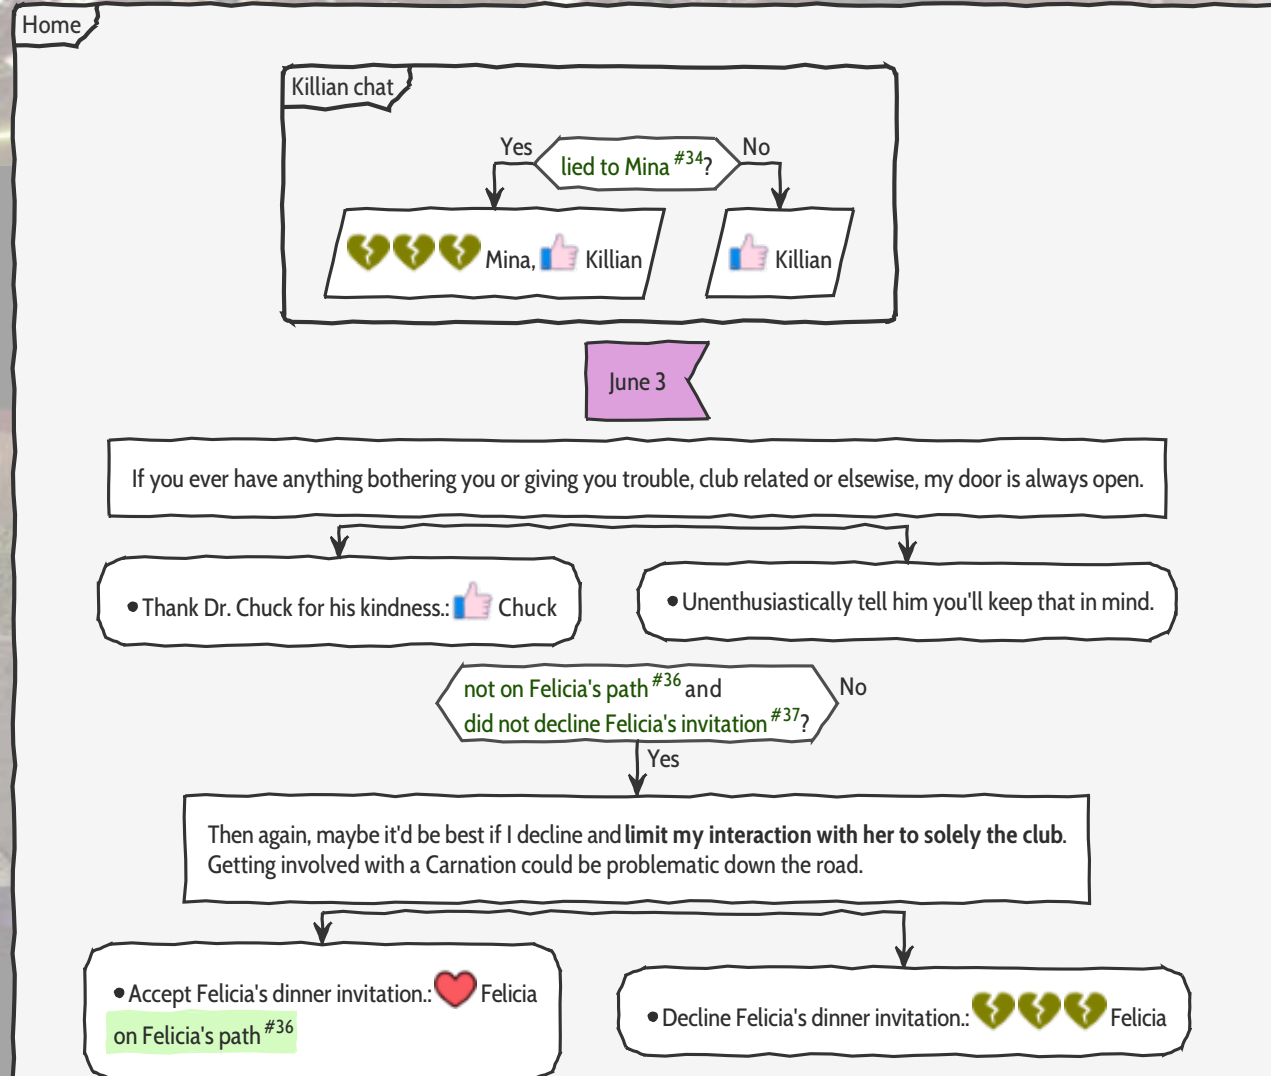 Home
Killian chat
Yes
lied to Mina #34?
No
Mina, Killian
Killian
June 3
If you ever have anything bothering you or giving you trouble, club related or elsewise, my door is always open.
•Thank Dr. Chuck for his kindness.: Chuck
•Unenthusiastically tell him you'll keep that in mind.
not on Felicia's path #36 and
did not decline Felicia's invitation #37?
No
Yes
Then again, maybe it'd be best if I decline and limit my interaction with her to solely the club.
Getting involved with a Carnation could be problematic down the road.
•Accept Felicia's dinner invitation.: Felicia
on Felicia's path #36
•Decline Felicia's dinner invitation.: Felicia